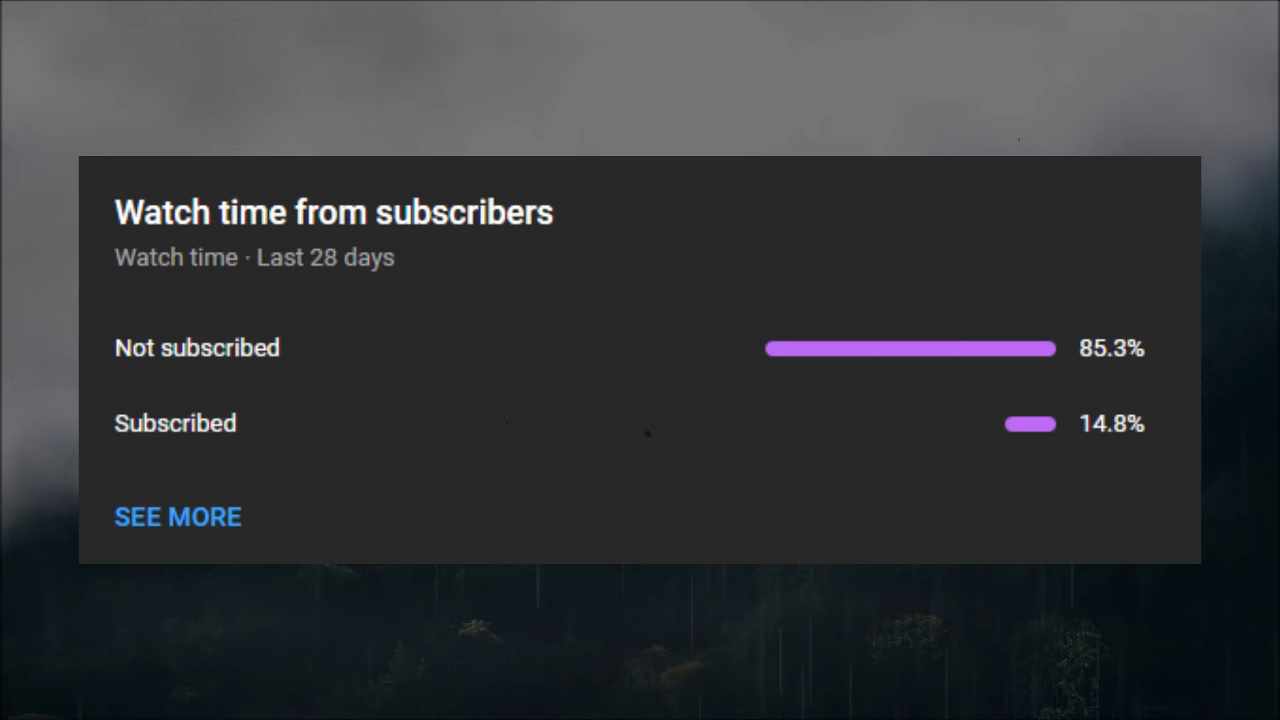 Watch time from subscribers
Watch time · Last 28 days
Not subscribed 85.3%
Subscribed 14.8%
SEE MORE